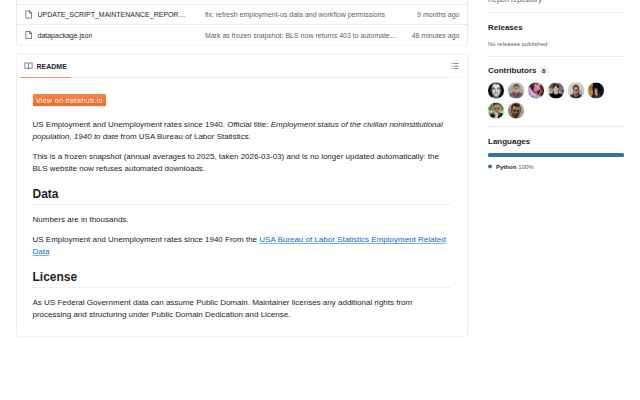 Report repository
UPDATE_SCRIPT_MAINTENANCE_REPOR... fix: refresh employment-us data and workflow permissions 9 months ago
Releases
datapackage.json Mark as frozen snapshot: BLS now returns 403 to automate... 48 minutes ago
No releases published
README
Contributors 8
View on datahub.io
US Employment and Unemployment rates since 1940. Official title: Employment status of the civilian noninstitutional
population, 1940 to date from USA Bureau of Labor Statistics.
Languages
Python 100%
This is a frozen snapshot (annual averages to 2025, taken 2026-03-03) and is no longer updated automatically: the
BLS website now refuses automated downloads.
Data
Numbers are in thousands.
US Employment and Unemployment rates since 1940 From the USA Bureau of Labor Statistics Employment Related
Data
License
As US Federal Government data can assume Public Domain. Maintainer licenses any additional rights from
processing and structuring under Public Domain Dedication and License.